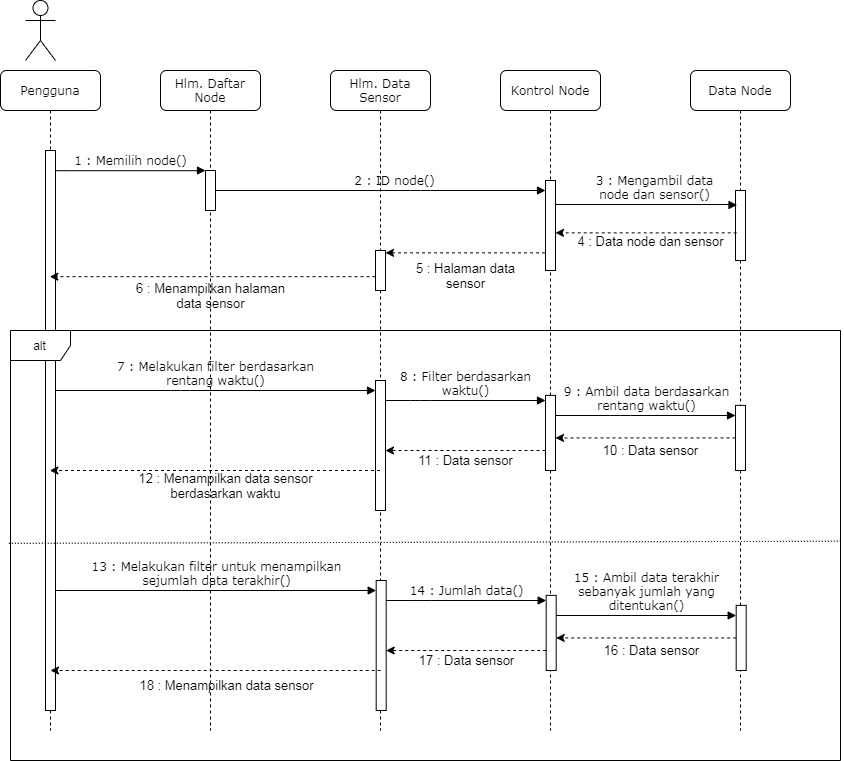 Pengguna
Hlm. Daftar
Node
Hlm. Data
Sensor
Kontrol Node
Data Node
1 : Memilih node()
2 : ID node()
3 : Mengambil data
node dan sensor()
4 : Data node dan sensor
5 : Halaman data
sensor
6 : Menampilkan halaman
data sensor
alt
7 : Melakukan filter berdasarkan
rentang waktu()
8 : Filter berdasarkan
waktu()
9 : Ambil data berdasarkan
rentang waktu()
10 : Data sensor
11 : Data sensor
12 : Menampilkan data sensor
berdasarkan waktu
13 : Melakukan filter untuk menampilkan
sejumlah data terakhir()
14 : Jumlah data()
15 : Ambil data terakhir
sebanyak jumlah yang
ditentukan()
16 : Data sensor
17 : Data sensor
18 : Menampilkan data sensor